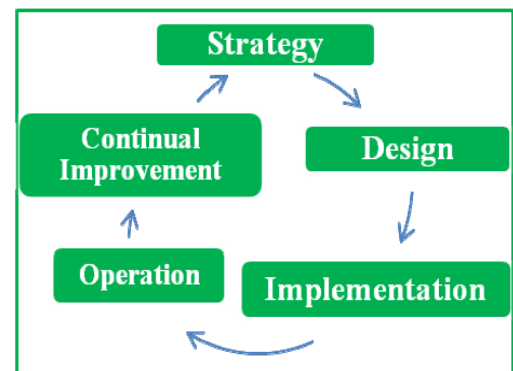 Strategy
Design
Implementation
Operation
Continual
Improvement